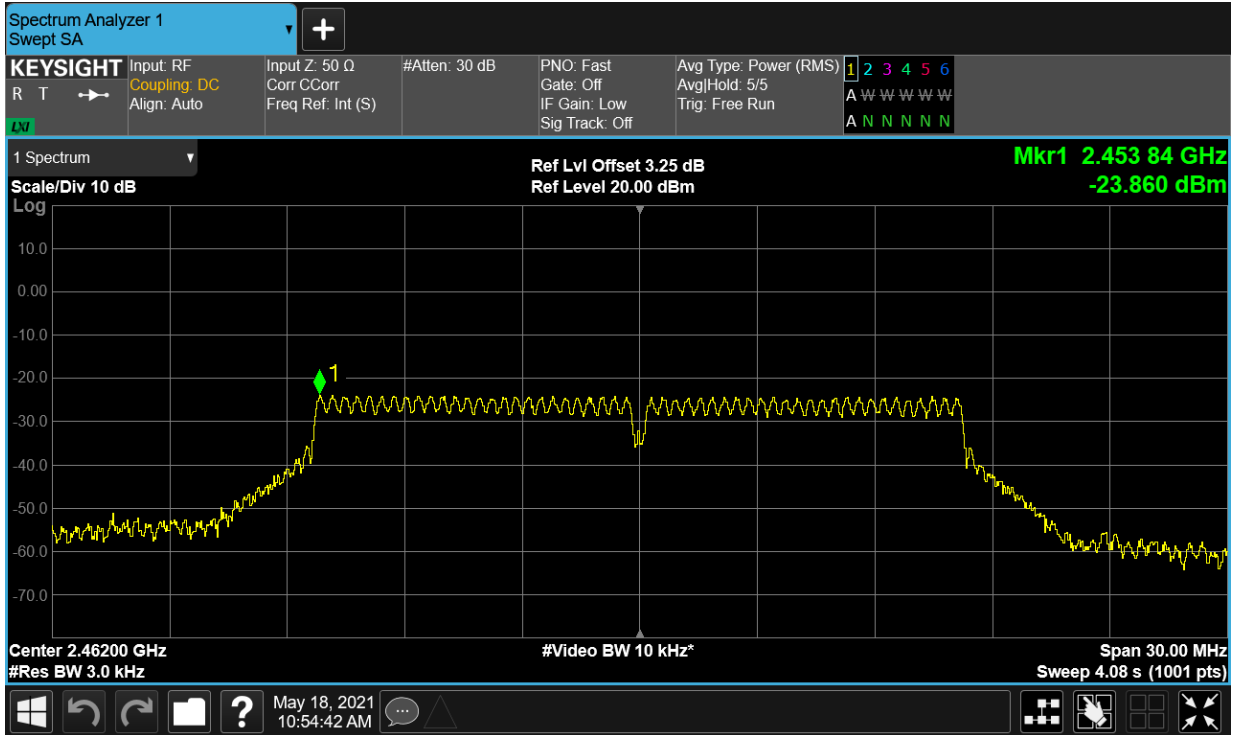 Spectrum Analyzer 1
Swept SA
+
KEYSIGHT
R T
LXI
Input: RF
Coupling: DC
Align: Auto
Input Z: 50 Ω
Corr CCorr
Freq Ref: Int (S)
#Atten: 30 dB
PNO: Fast
Gate: Off
IF Gain: Low
Sig Track: Off
Avg Type: Power (RMS)
Avg|Hold: 5/5
Trig: Free Run
1 2 3 4 5 6
A W W W W W
A N N N N N
1 Spectrum
Scale/Div 10 dB
Log
Ref Lvl Offset 3.25 dB
Ref Level 20.00 dBm
Mkr1 2.453 84 GHz
-23.860 dBm
10.0
0.00
-10.0
-20.0
-30.0
-40.0
-50.0
-60.0
-70.0
1
Center 2.46200 GHz
#Res BW 3.0 kHz
#Video BW 10 kHz*
Span 30.00 MHz
Sweep 4.08 s (1001 pts)
?
May 18, 2021
10:54:42 AM